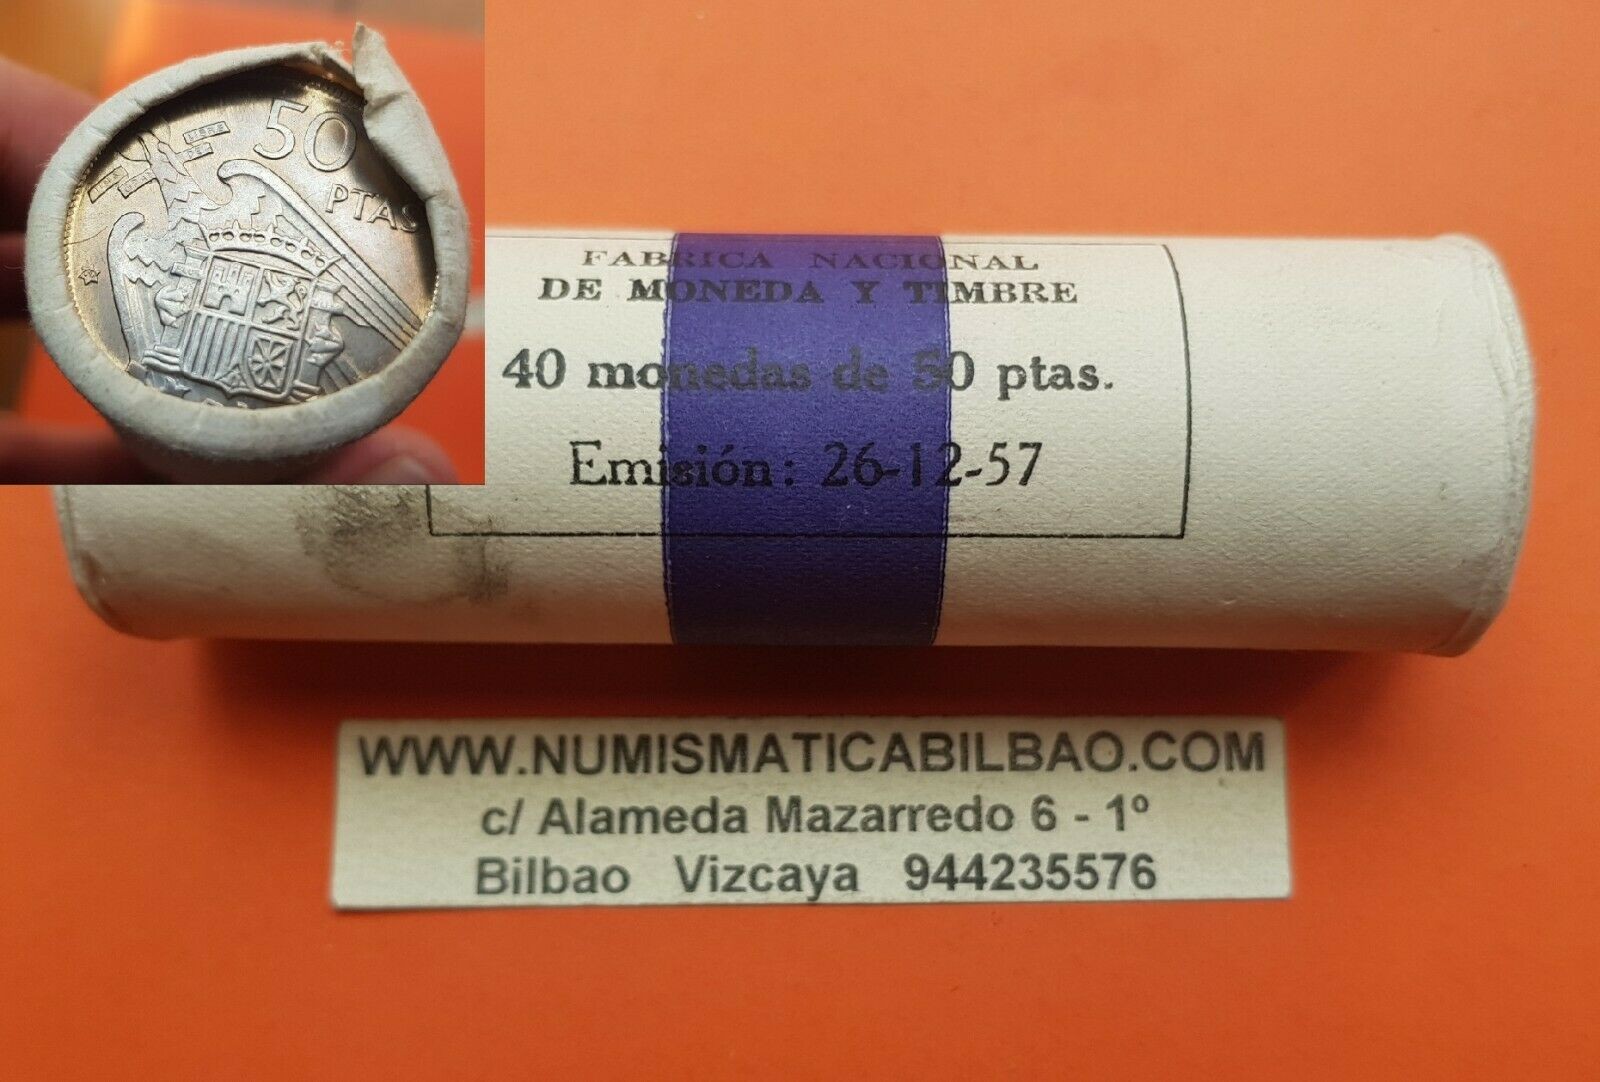 50
PTAS
LIBRE
FABRICA NACIONAL
DE MONEDA Y TIMBRE
40 monedas de 50 ptas.
Emisión: 26-12-57
WWW.NUMISMATICABILBAO.COM
c/ Alameda Mazarredo 6 - 1º
Bilbao Vizcaya 944235576